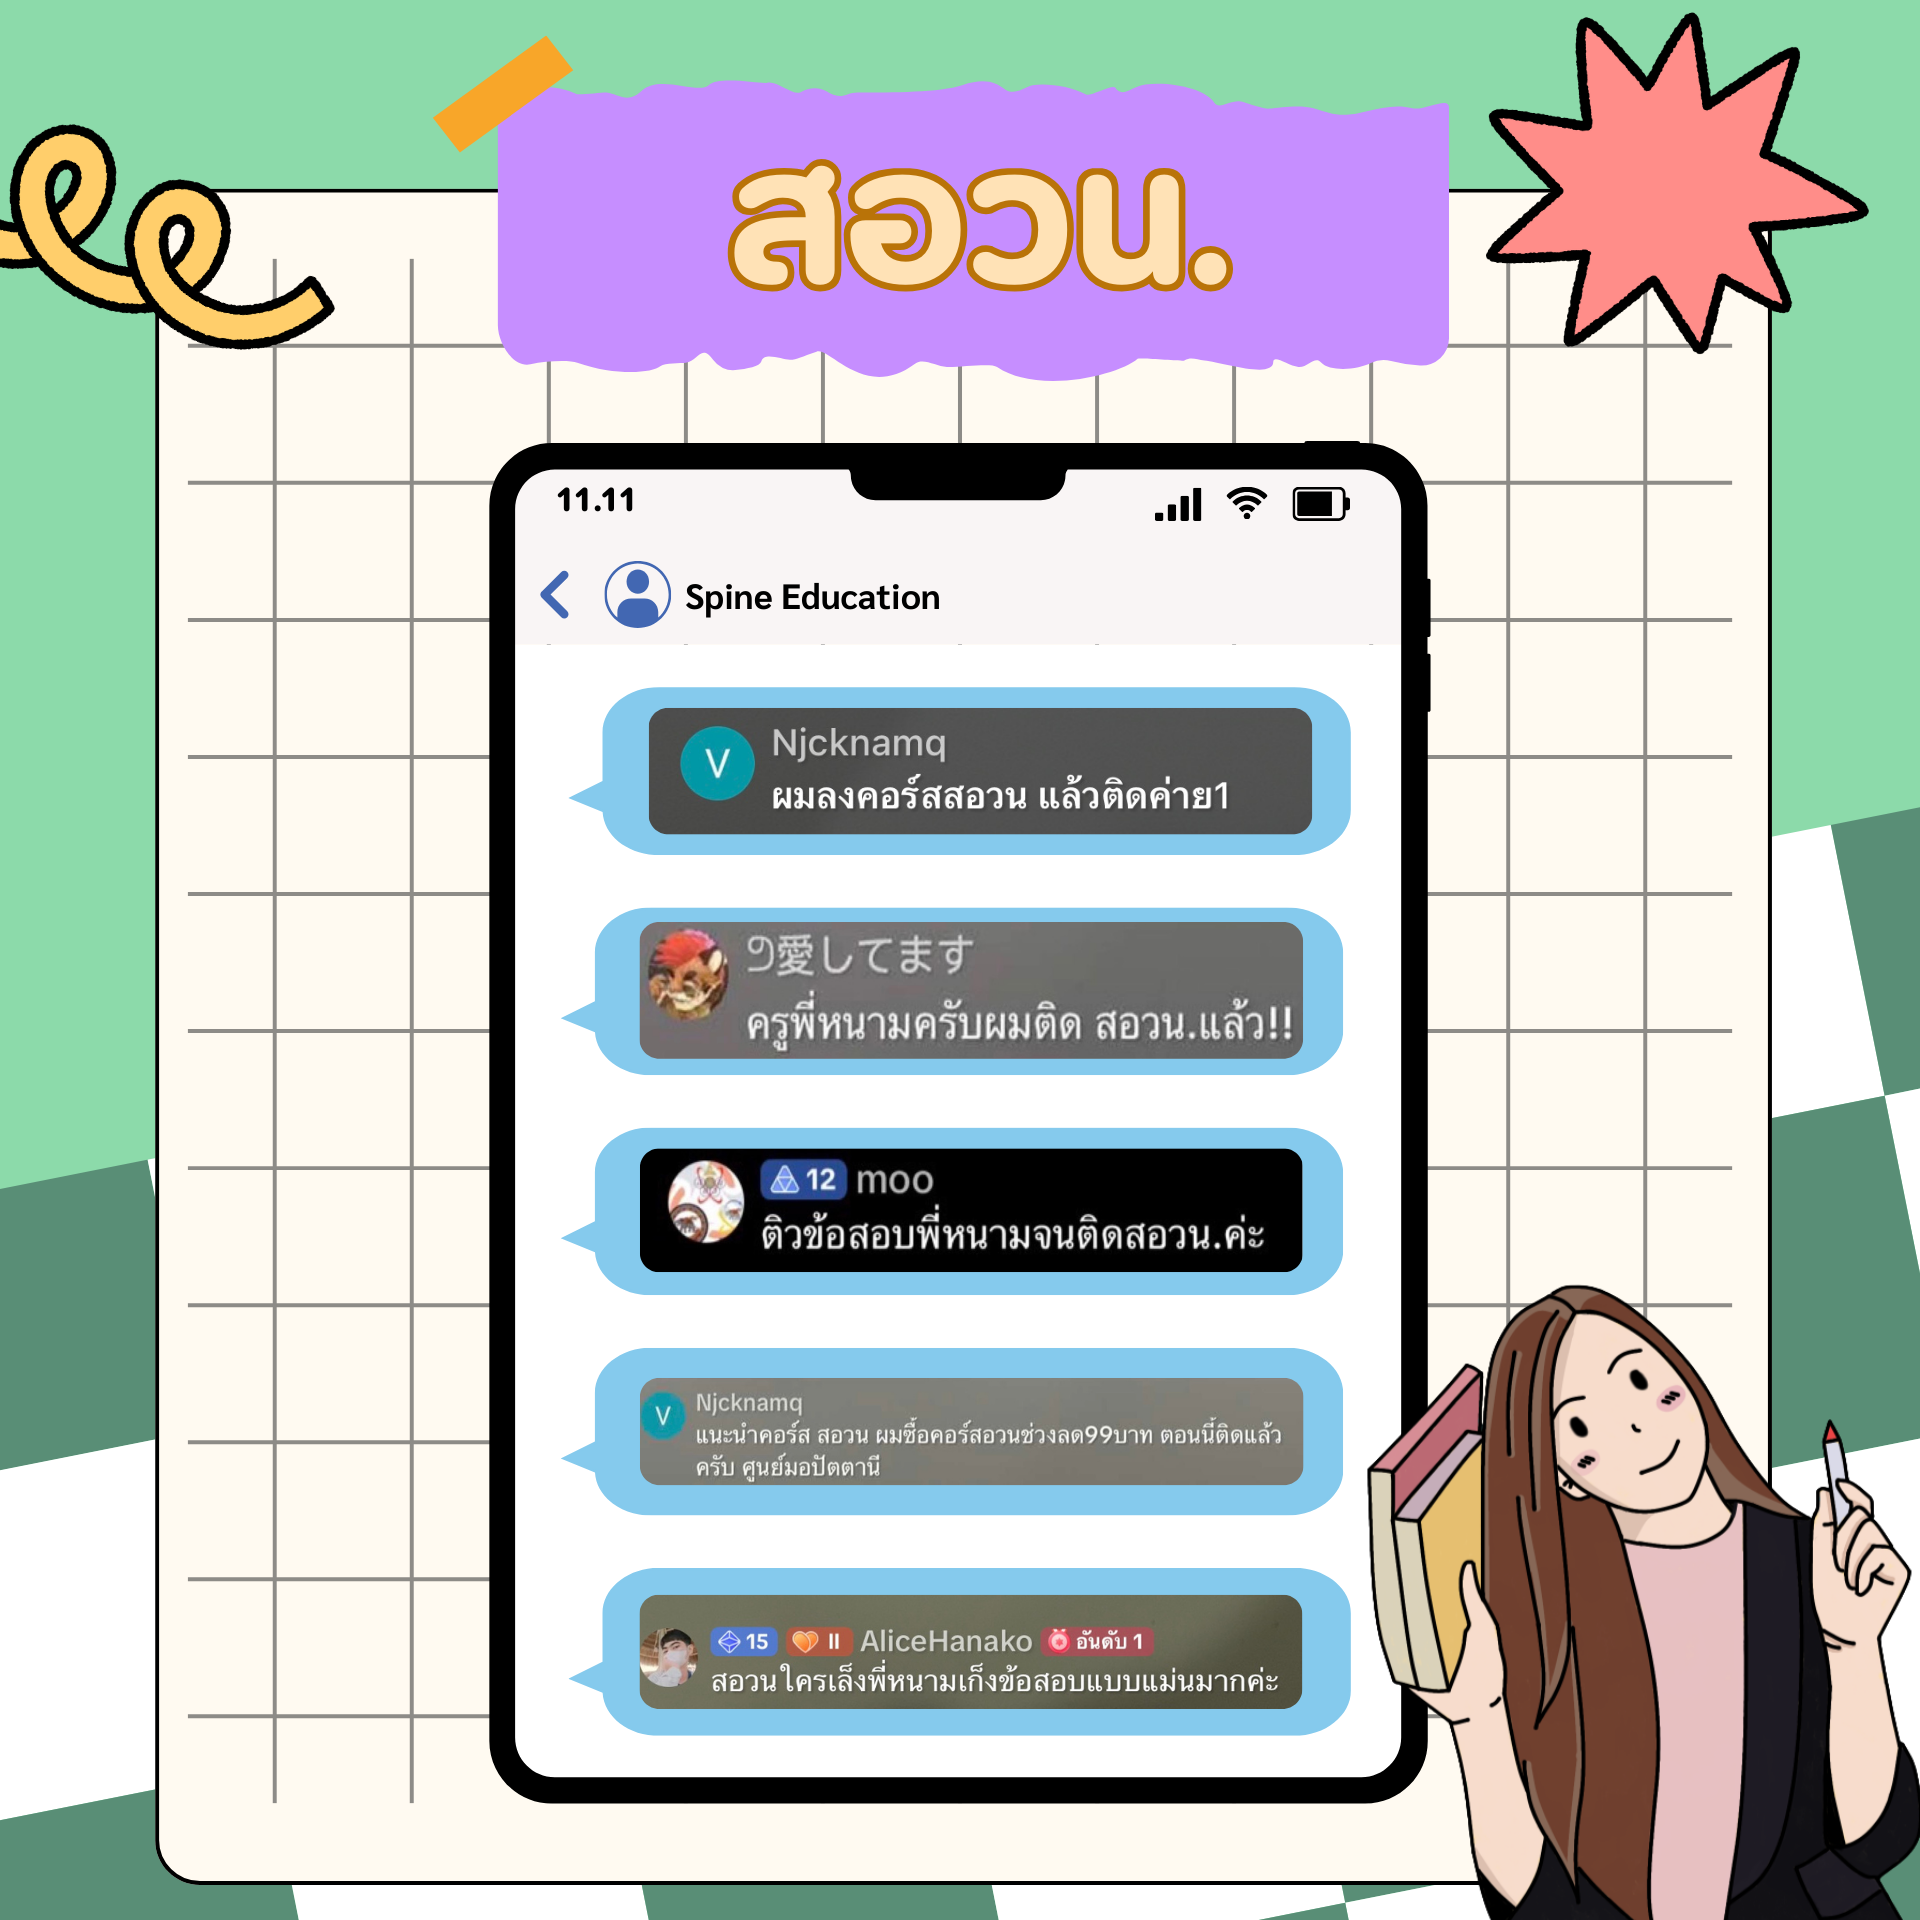 สอวน.
11.11
Spine Education
V
Njcknamq
ผมลงคอร์สสอวน แล้วติดค่าย1
つ愛してます
ครูพี่หนามครับผมติด สอวน.แล้ว!!
12 moo
ติวข้อสอบพี่หนามจนติดสอวน.ค่ะ
V
Njcknamq
แนะนำคอร์ส สอวน ผมซื้อคอร์สอวนช่วงลด99บาท ตอนนี้ติดแล้ว
ครับ ศูนย์มอปัตตานี
15 II AliceHanako อันดับ 1
สอวนใครเล็งพี่หนามเก็งข้อสอบแบบแม่นมากค่ะ